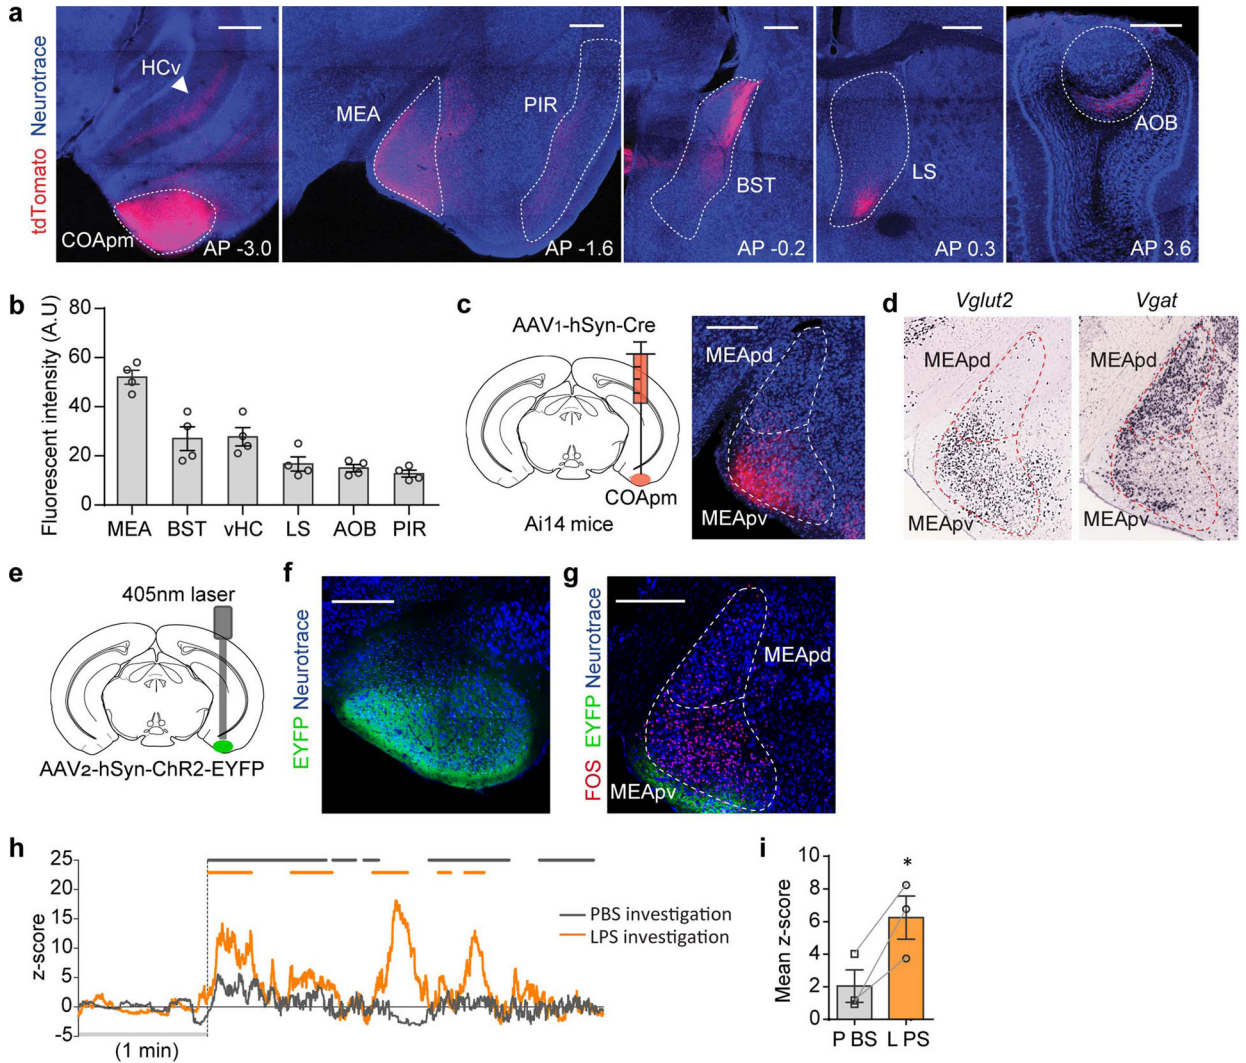 a
tdTomato Neurotrace
HCv
COApm
AP -3.0
MEA
PIR
AP -1.6
BST
AP -0.2
LS
AP 0.3
AOB
AP 3.6
b
Fluorescent intensity (A.U)
80
60
40
20
0
MEA BST vHC LS AOB PIR
c
AAV1-hSyn-Cre
COApm
Ai14 mice
MEApd
MEApv
d
Vglut2
Vgat
MEApd
MEApv
MEApd
MEApv
e
405nm laser
AAV2-hSyn-ChR2-EYFP
f
EYFP Neurotrace
g
FOS EYFP Neurotrace
MEApd
MEApv
h
z-score
25
20
15
10
5
0
-5
(1 min)
PBS investigation
LPS investigation
i
Mean z-score
10
8
6
4
2
0
*
P BS L PS